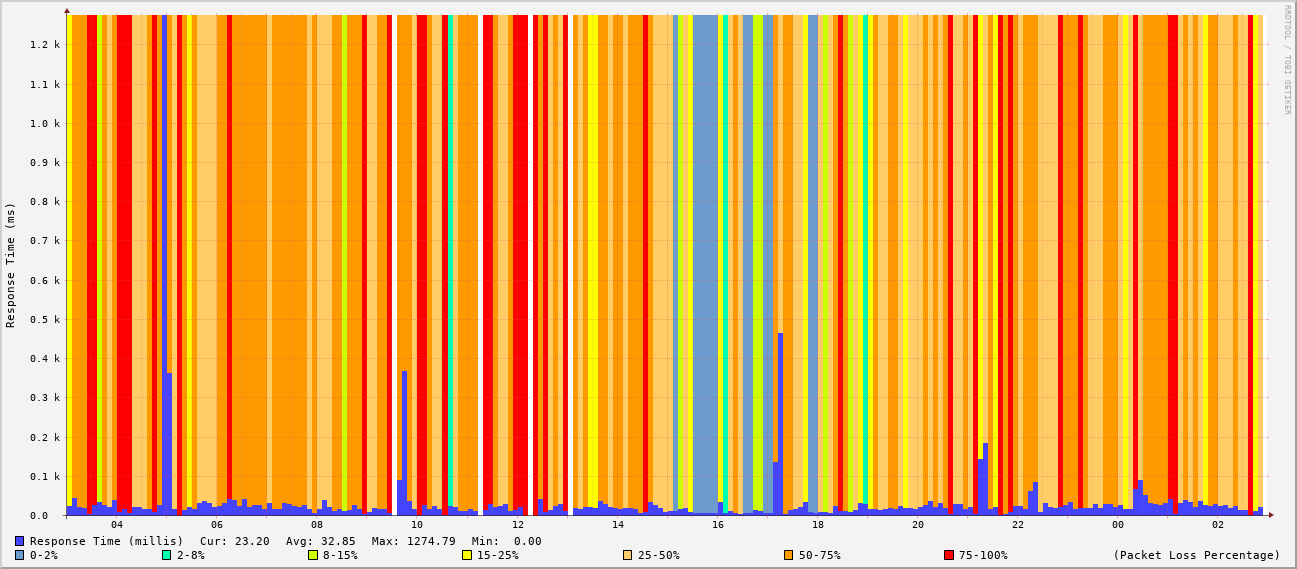 RRDTOOL / TOBI OETIKER
Response Time (ms)
1.2 k
1.1 k
1.0 k
0.9 k
0.8 k
0.7 k
0.6 k
0.5 k
0.4 k
0.3 k
0.2 k
0.1 k
0.0
04 06 08 10 12 14 16 18 20 22 00 02
Response Time (millis) Cur: 23.20 Avg: 32.85 Max: 1274.79 Min: 0.00
0-2% 2-8% 8-15% 15-25% 25-50% 50-75% 75-100% (Packet Loss Percentage)